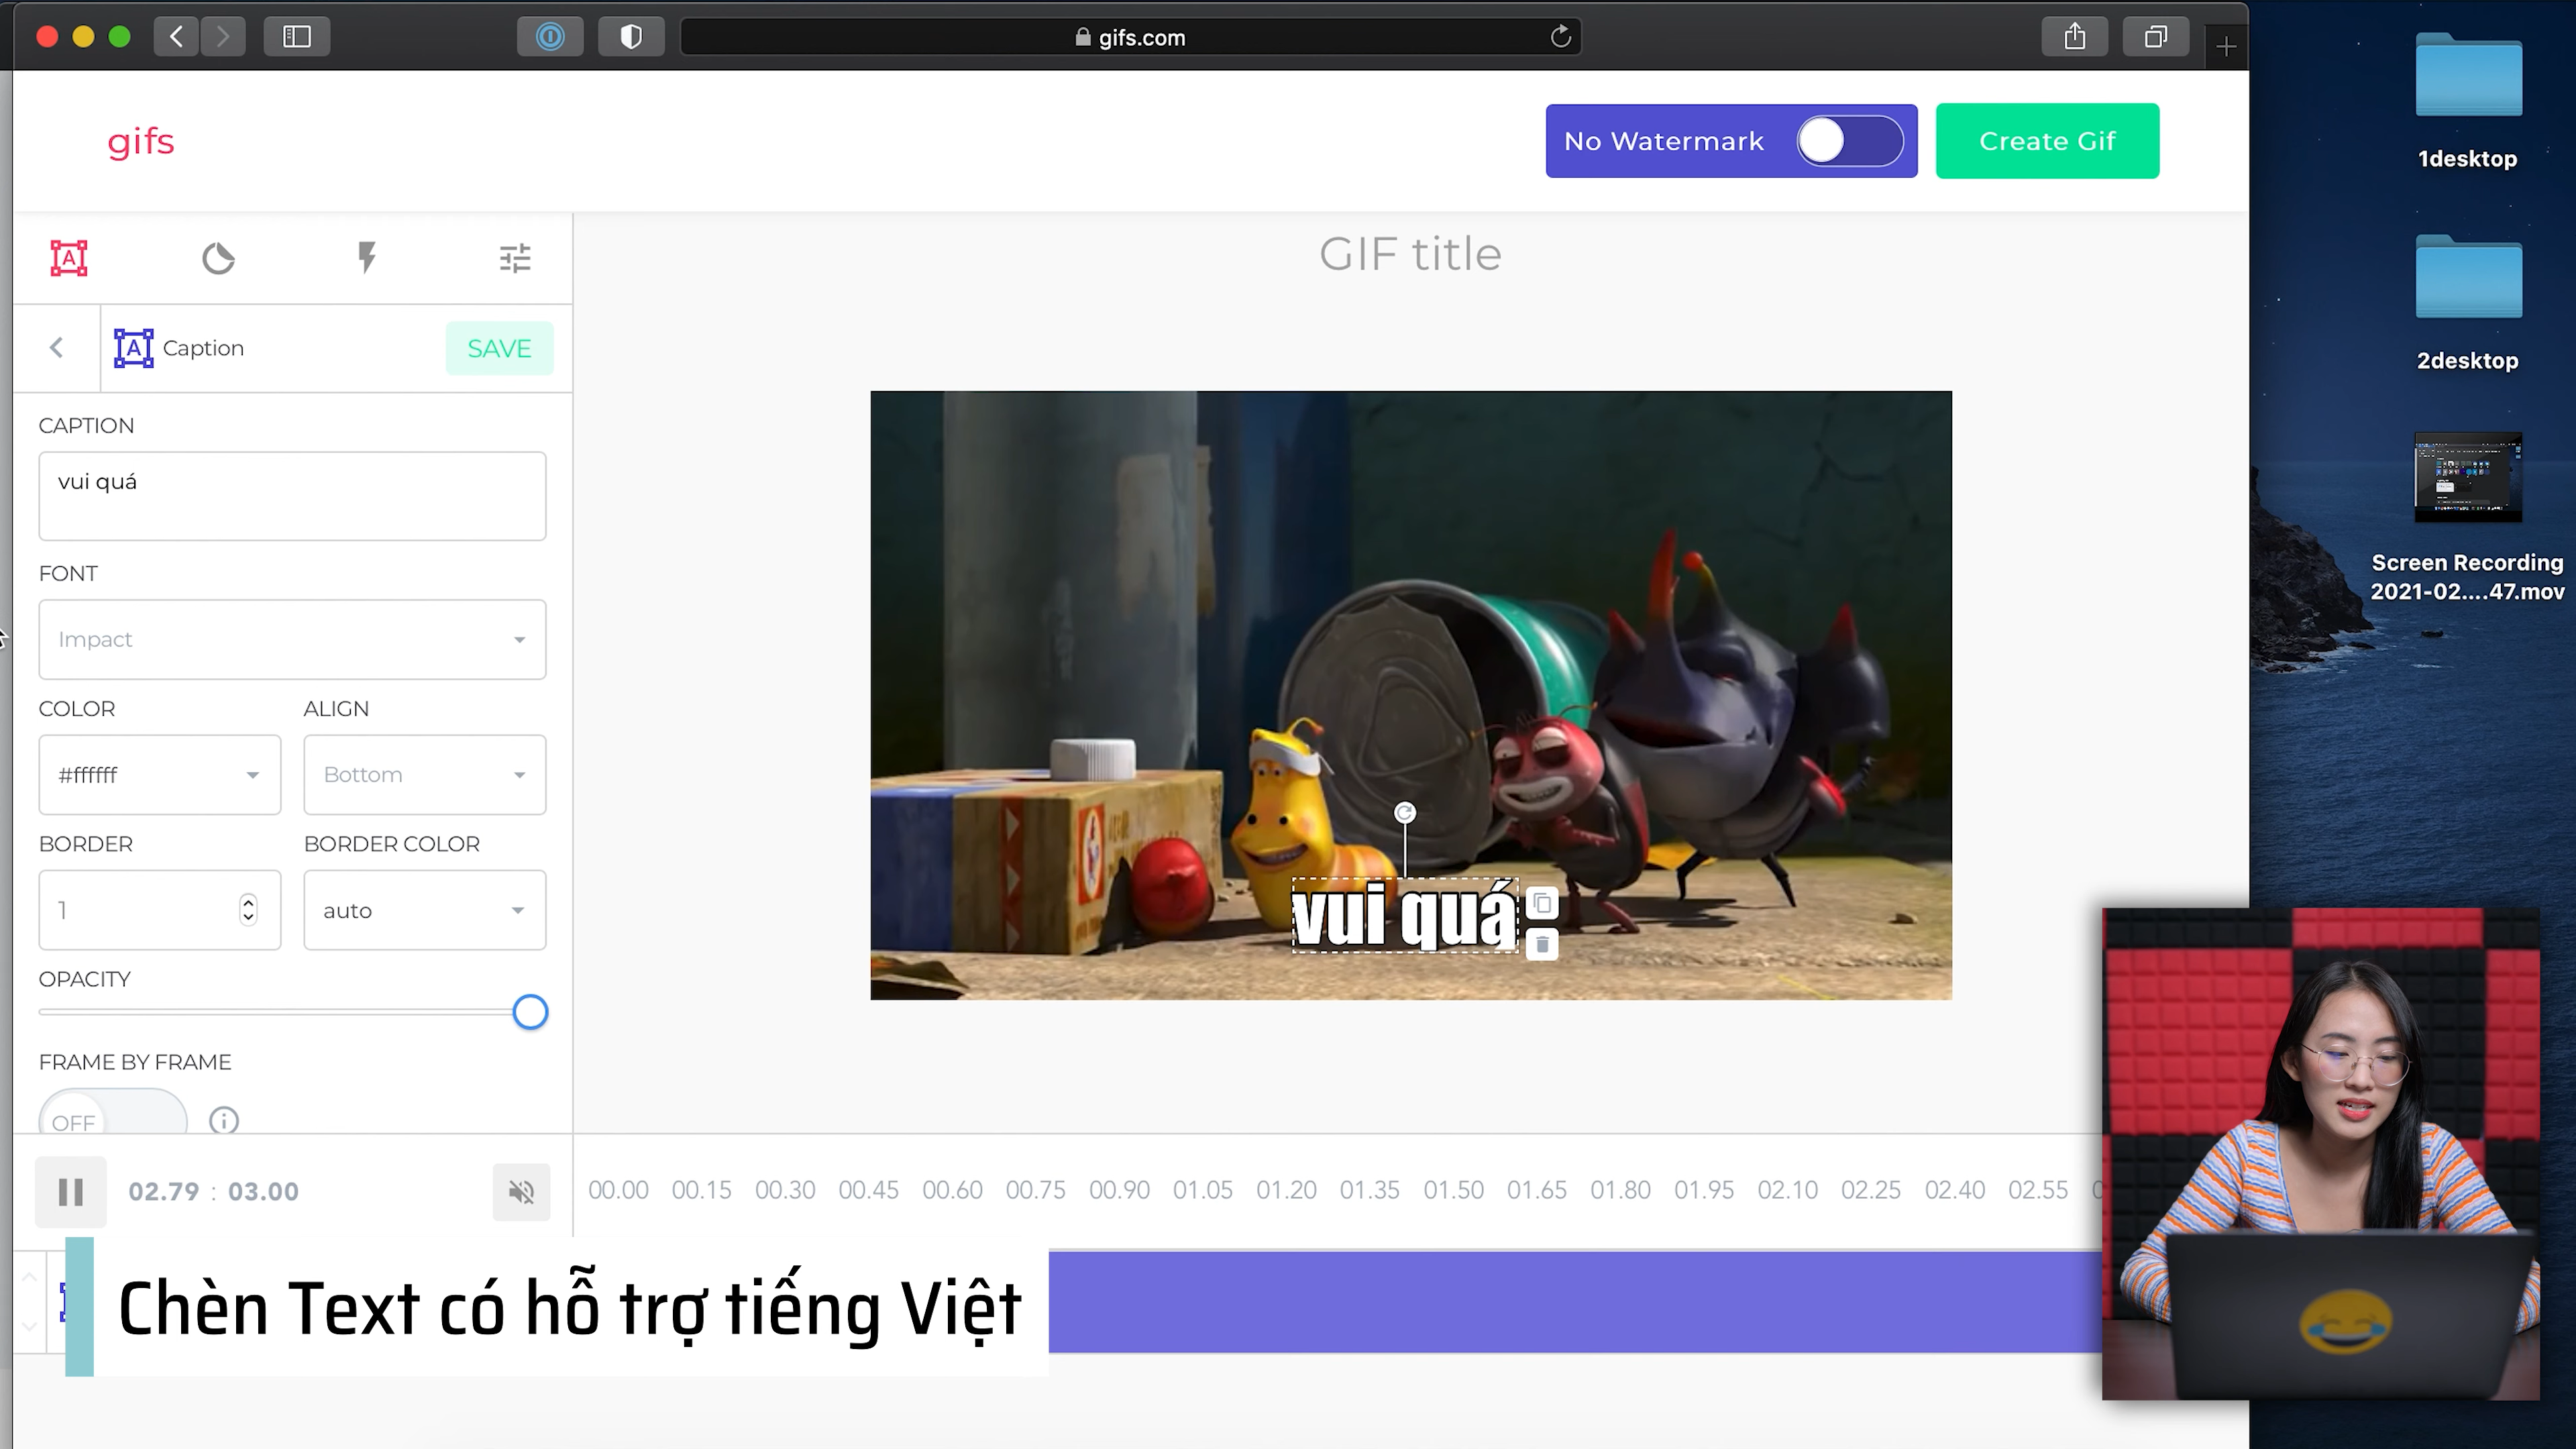 gifs.com
gifs
No Watermark
Create Gif
1desktop
2desktop
Screen Recording
2021-02....47.mov
GIF title
A Caption
SAVE
CAPTION
vui quá
FONT
Impact
COLOR
ALIGN
#ffffff
Bottom
BORDER
BORDER COLOR
1
auto
OPACITY
FRAME BY FRAME
OFF
vui quá
02.79 : 03.00
00.00 00.15 00.30 00.45 00.60 00.75 00.90 01.05 01.20 01.35 01.50 01.65 01.80 01.95 02.10 02.25 02.40 02.55
Chèn Text có hỗ trợ tiếng Việt